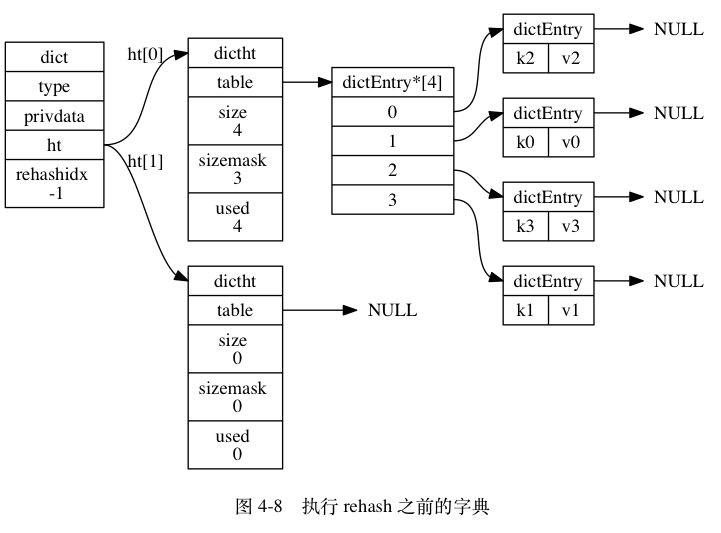 dict
type
privdata
ht
rehashidx
-1
ht[0]
ht[1]
dictht
table
size
4
sizemask
3
used
4
dictht
table
size
0
sizemask
0
used
0
NULL
dictEntry*[4]
0
1
2
3
dictEntry
k2 v2
NULL
dictEntry
k0 v0
NULL
dictEntry
k3 v3
NULL
dictEntry
k1 v1
NULL
图 4-8 执行 rehash 之前的字典